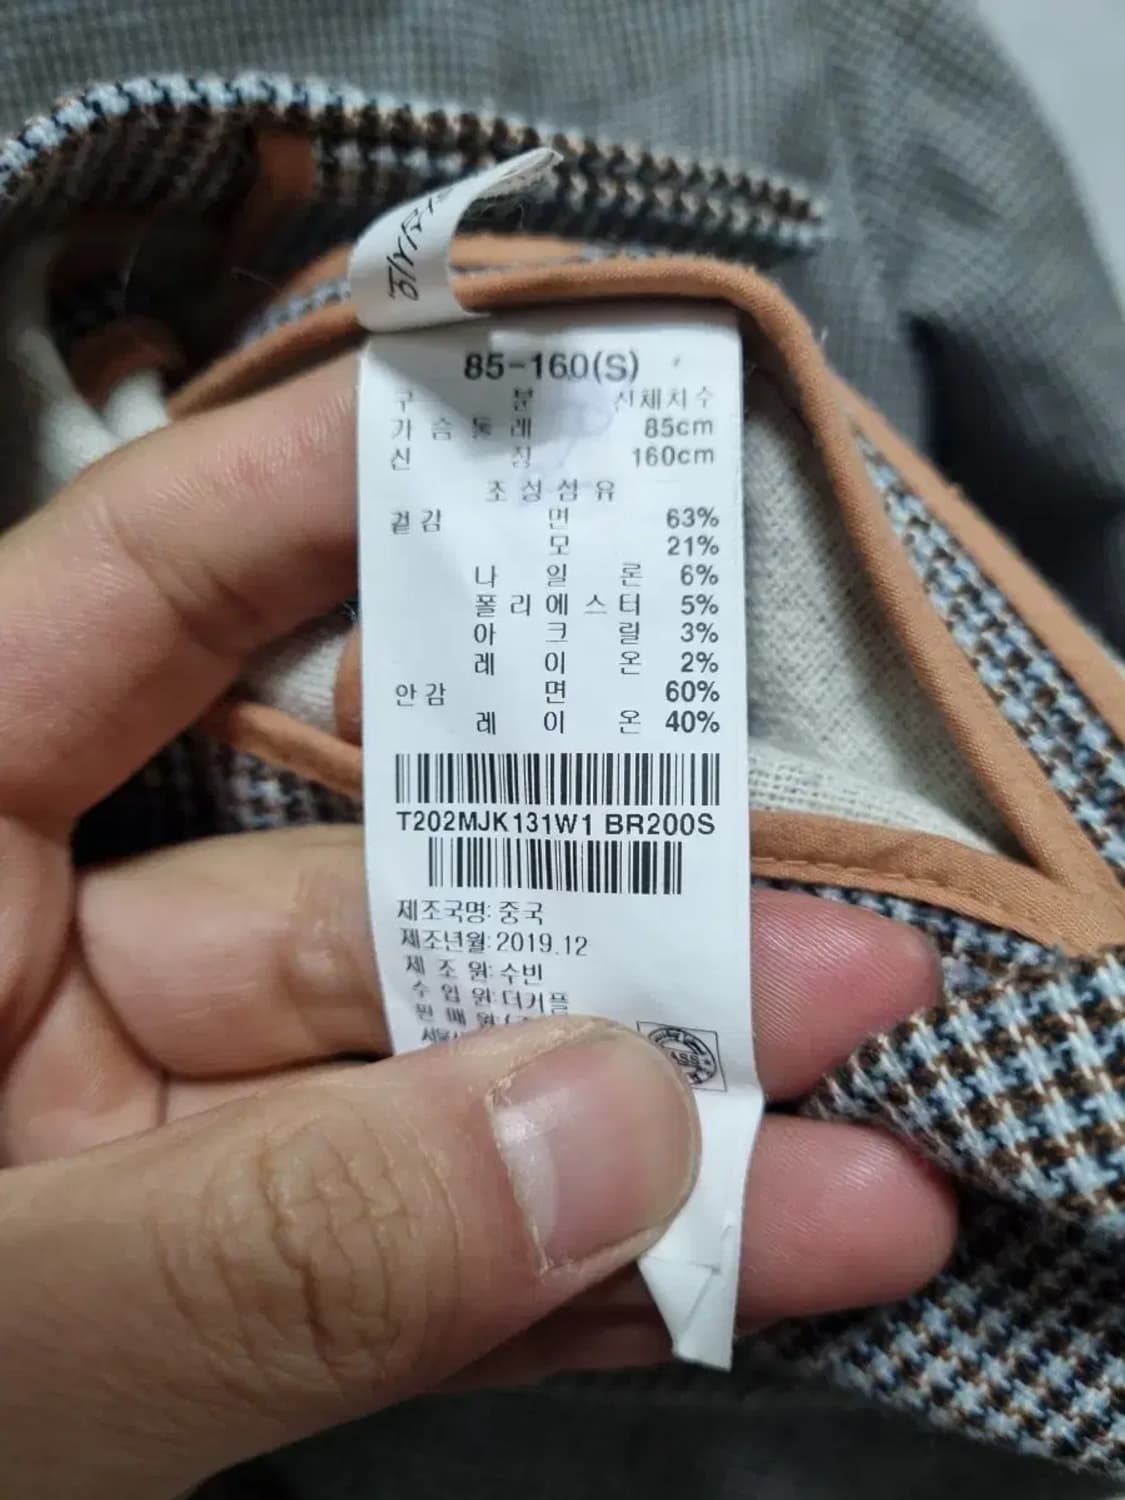 85-160(S)
구 분 신체치수
가슴둘레 85cm
신 장 160cm
조성섬유
겉감 면 63%
모 21%
나일론 6%
폴리에스터 5%
아크릴 3%
레이온 2%
안감 면 60%
레이온 40%
T202MJK131W1 BR200S
제조국명: 중국
제조년월: 2019.12
제조원: 수빈
수입원: 더커플
판매원: